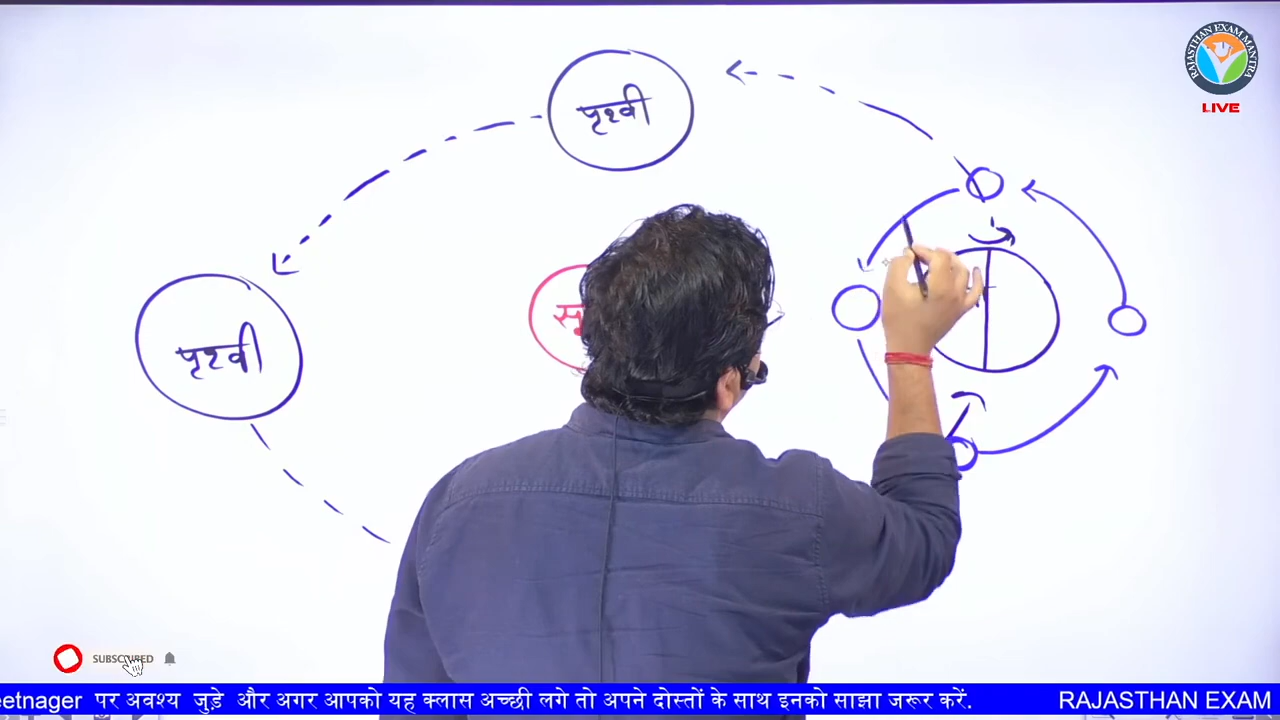 RAJASTHAN EXAM MANTRA
LIVE
पृथ्वी
पृथ्वी
SUBSCRIBED
पर अवश्य जुड़े और अगर आपको यह क्लास अच्छी लगे तो अपने दोस्तों के साथ इनको साझा जरूर करें. RAJASTHAN EXAM